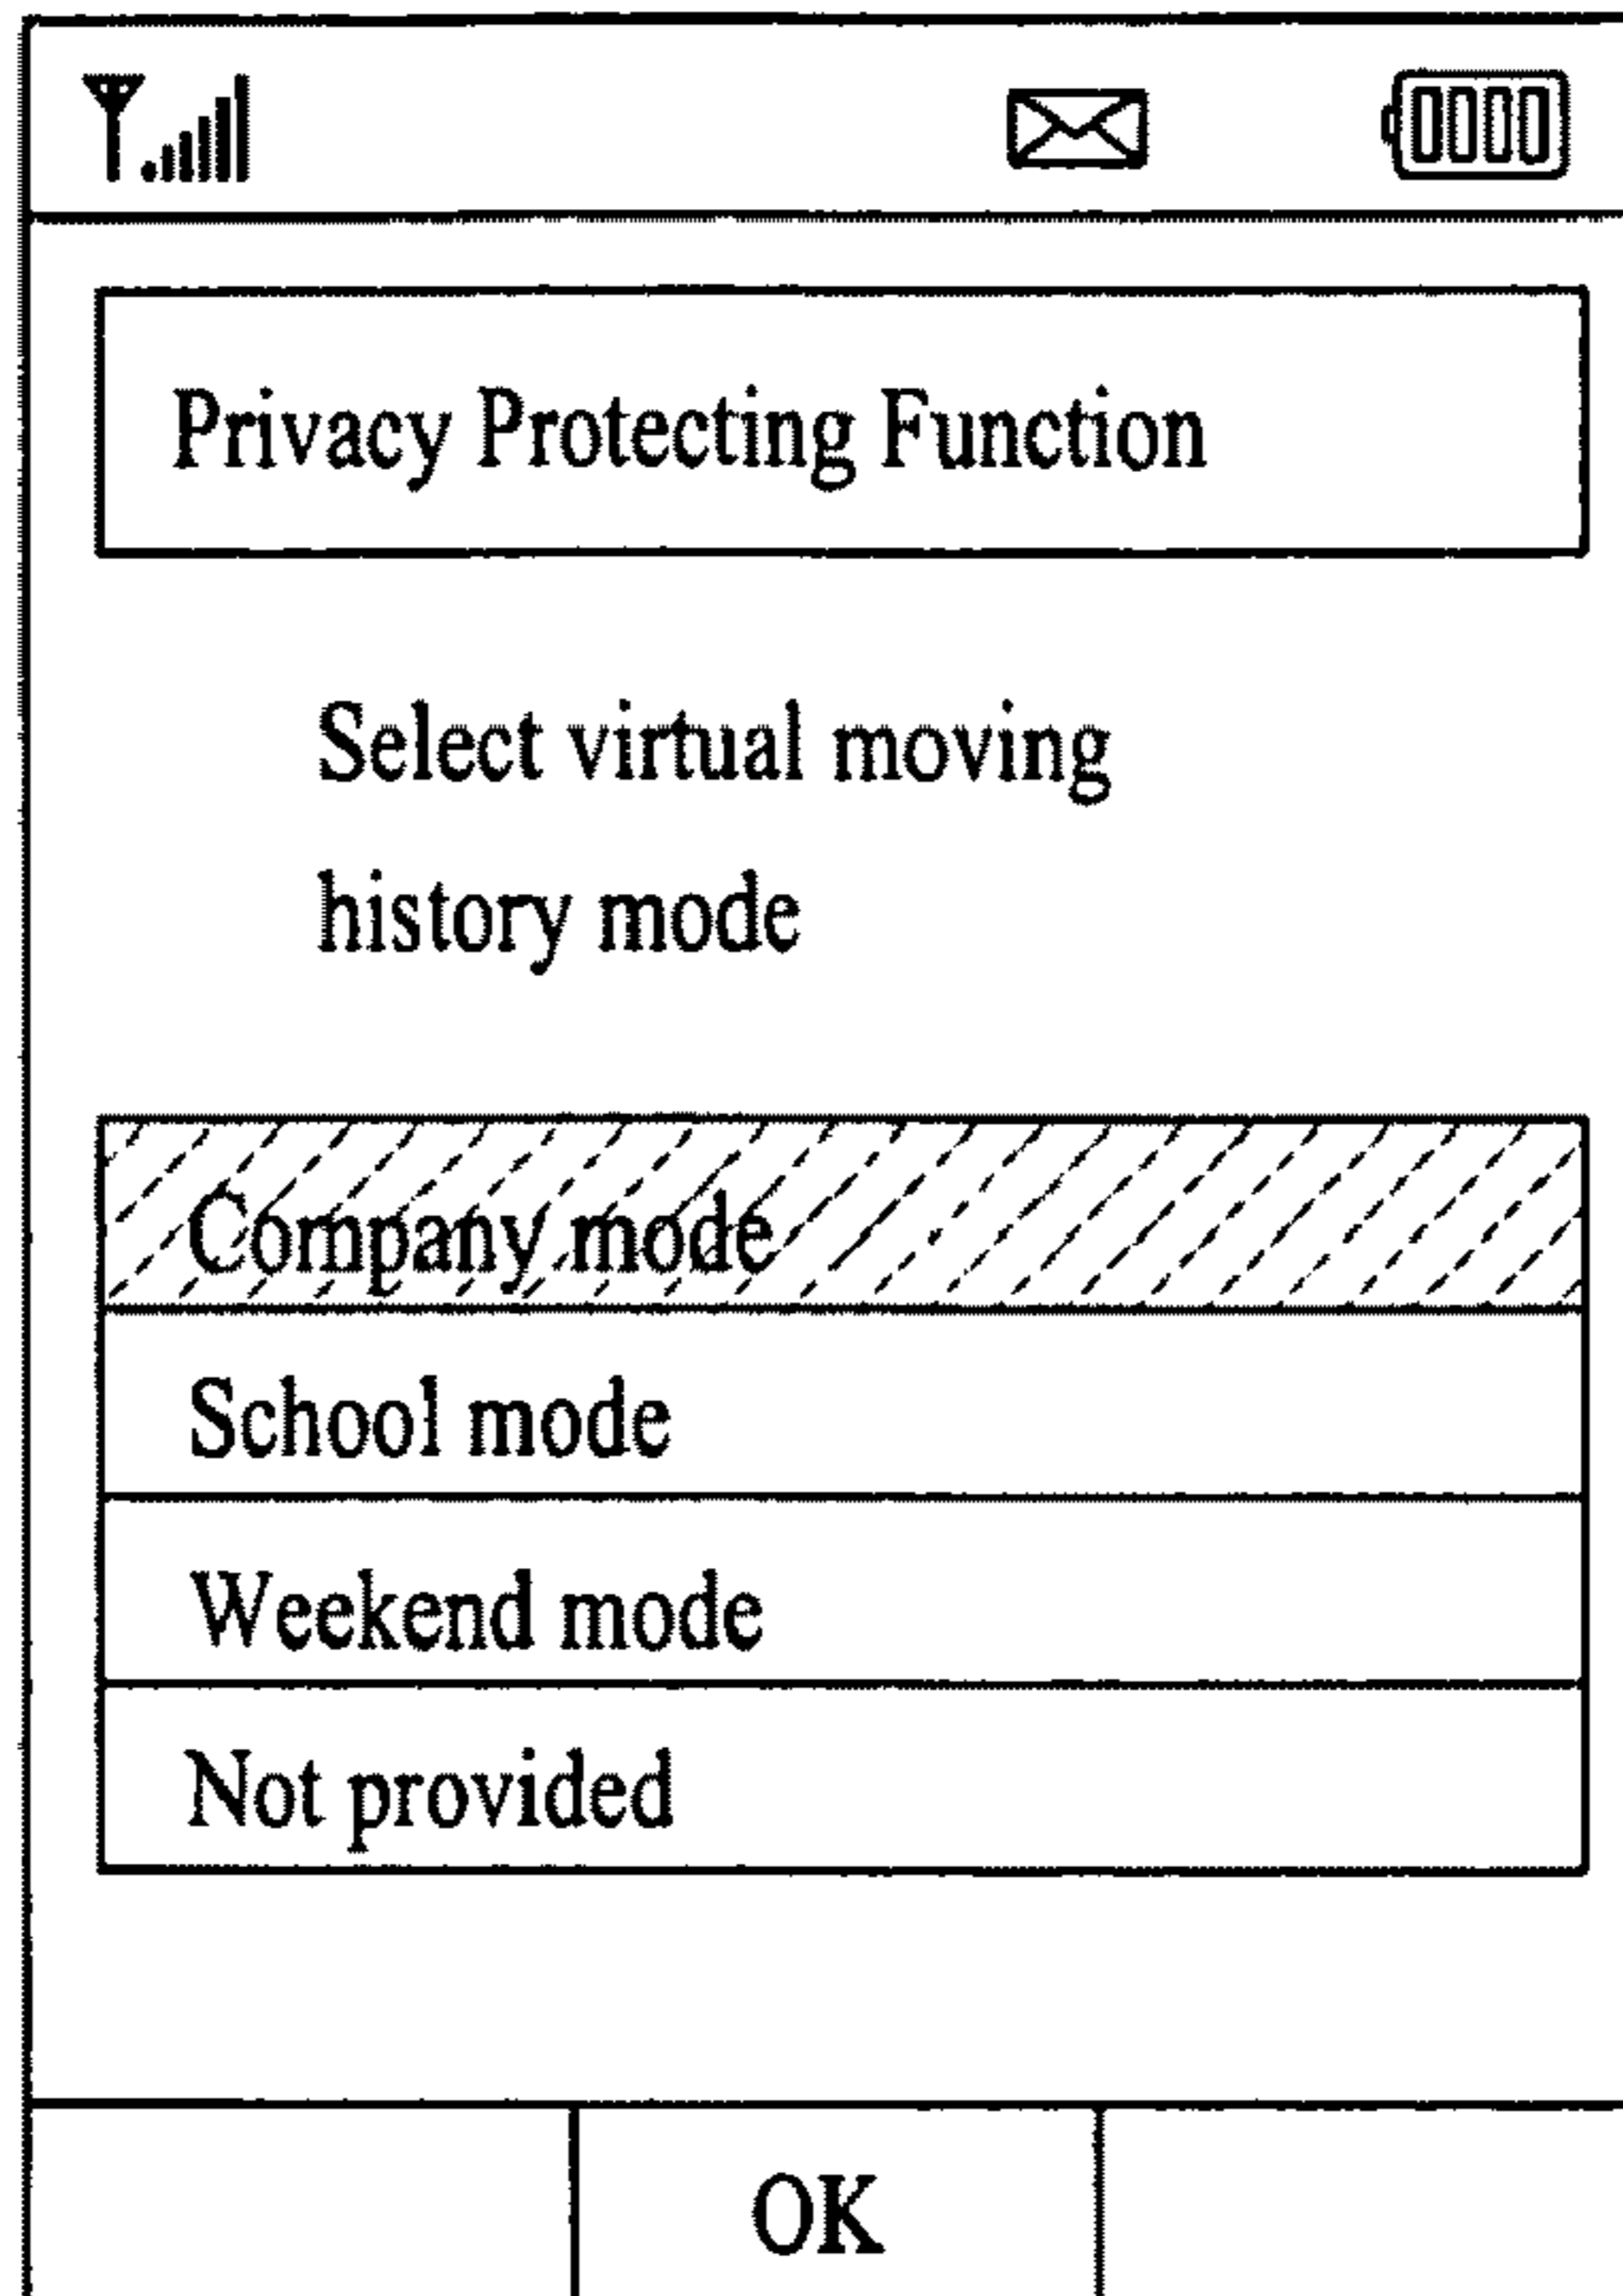 Privacy Protecting Function
Select virtual moving
history mode
Company mode
School mode
Weekend mode
Not provided
OK